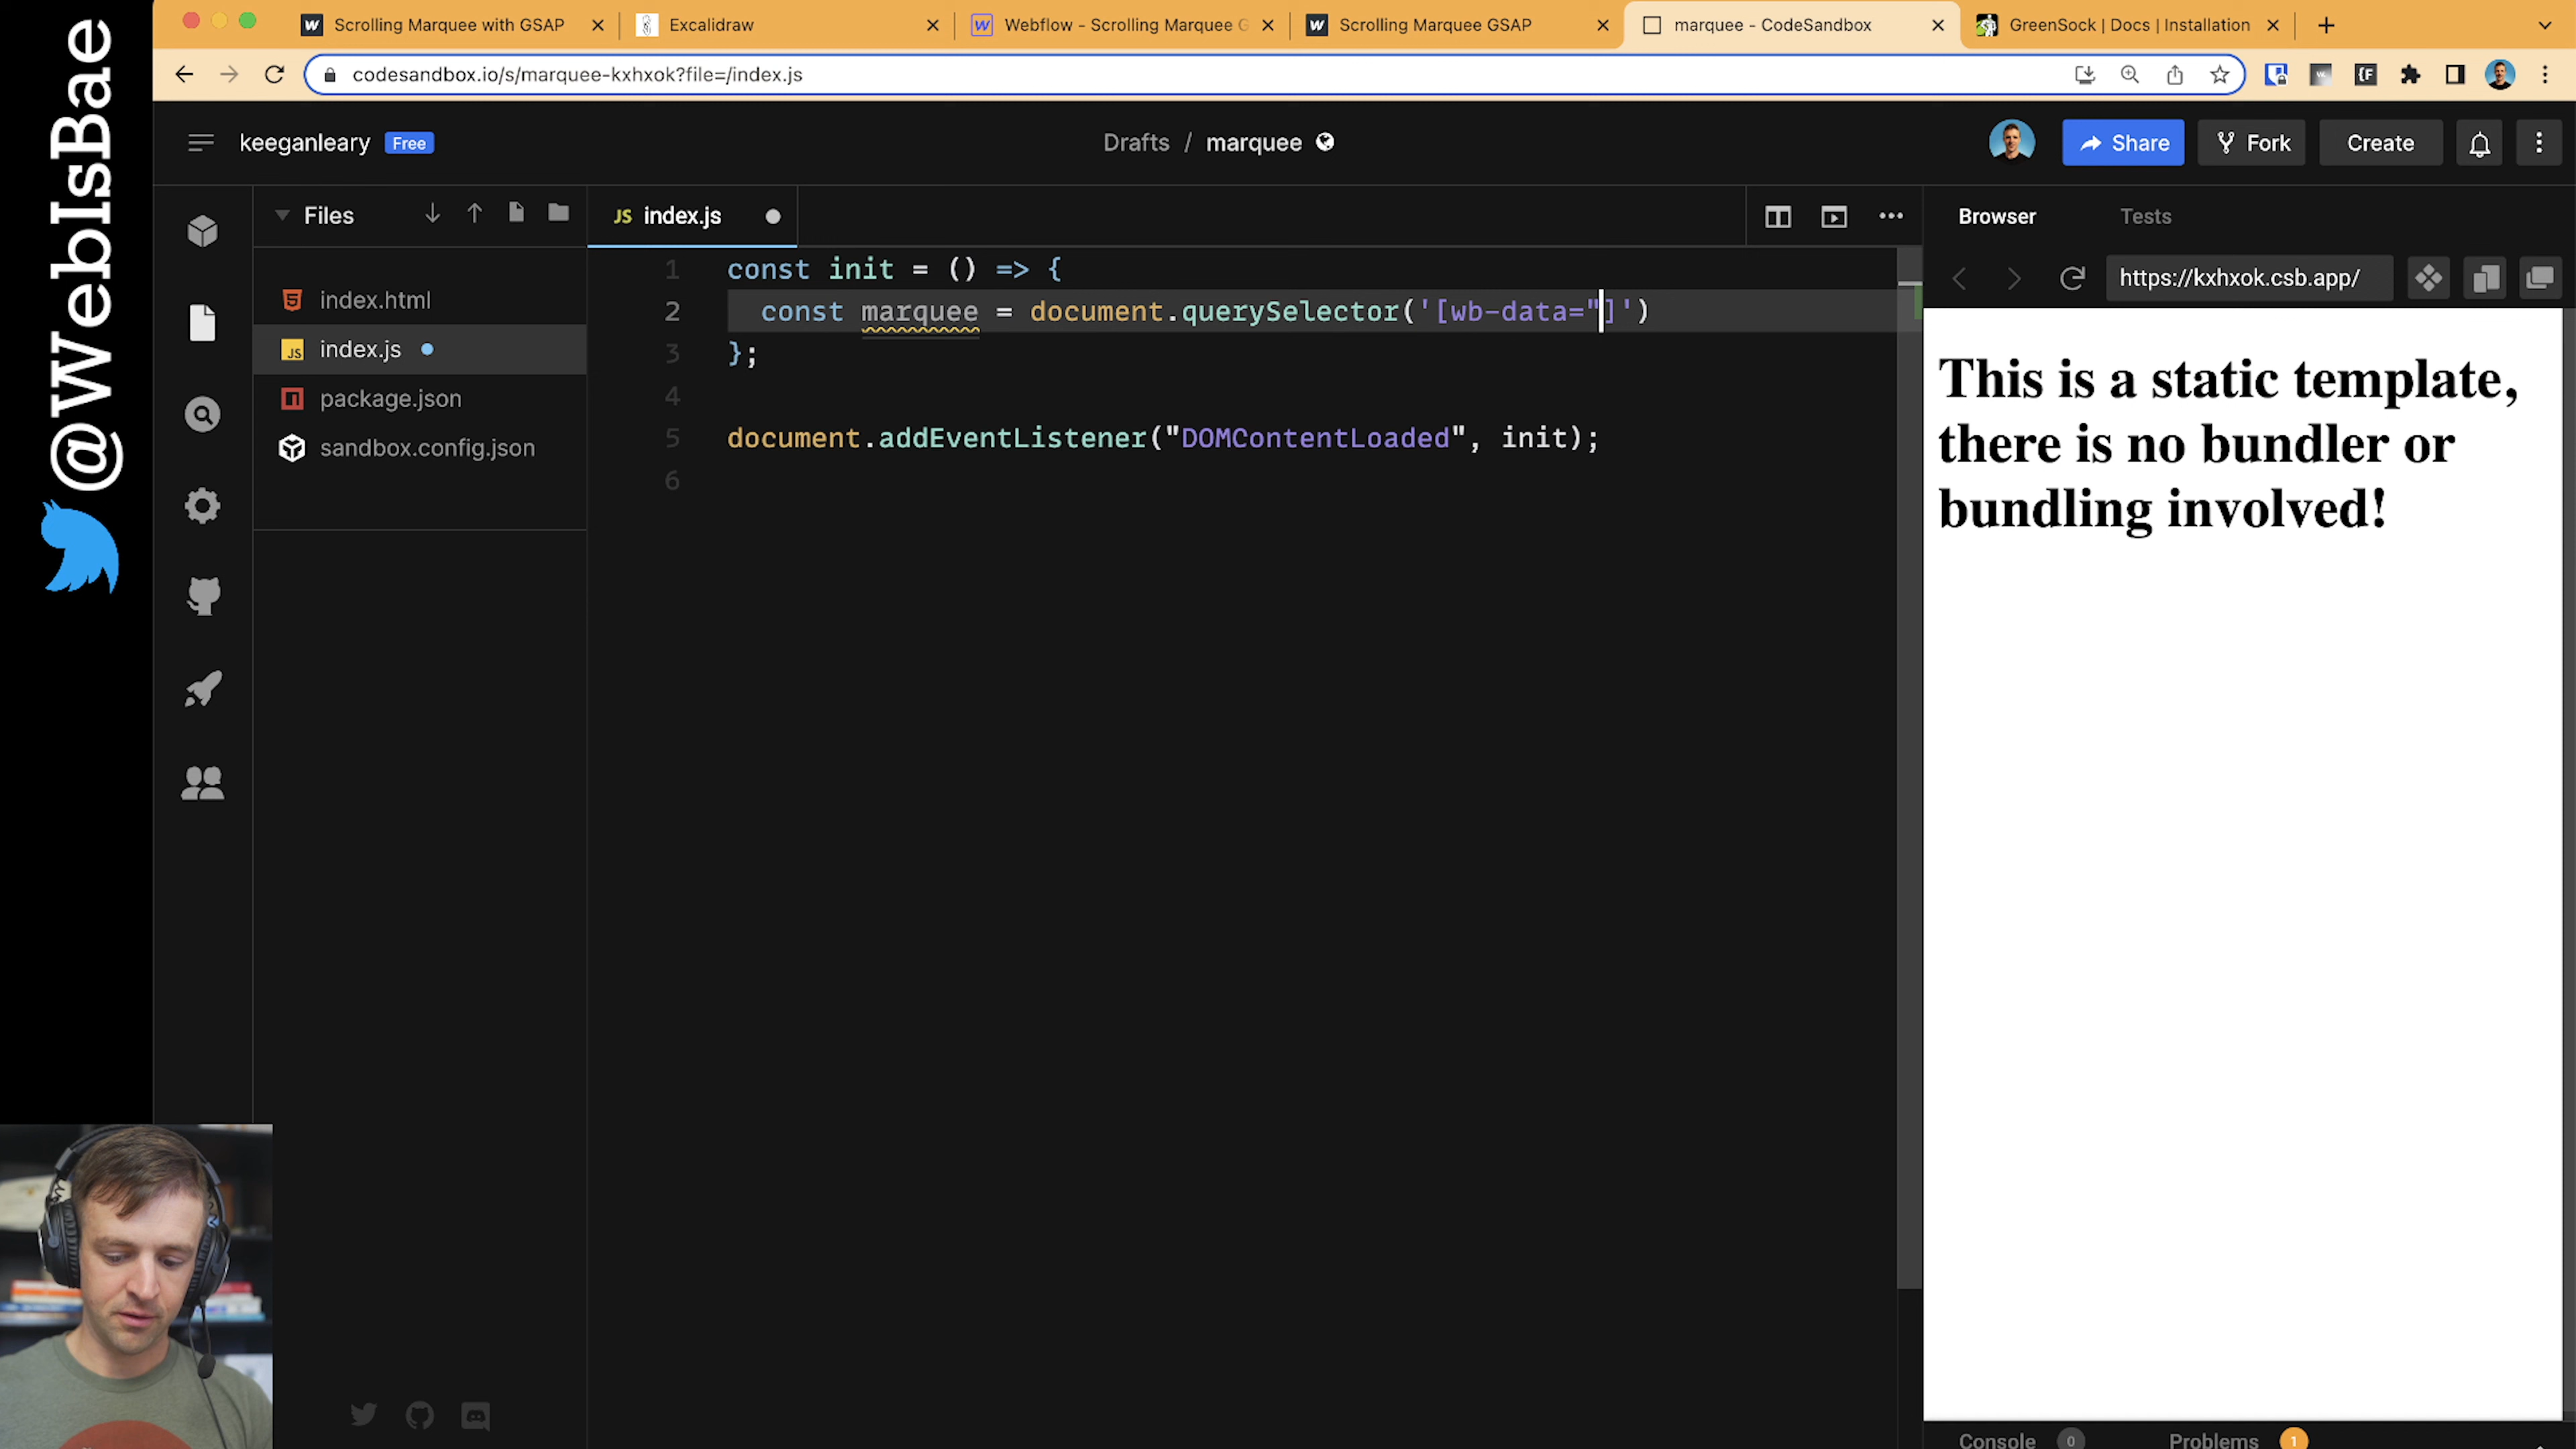 @WebIsBae
Scrolling Marquee with GSAP
Excalidraw
Webflow - Scrolling Marquee G
Scrolling Marquee GSAP
marquee - CodeSandbox
GreenSock | Docs | Installation
codesandbox.io/s/marquee-kxhxok?file=/index.js
keeganleary Free
Drafts / marquee
Share
Fork
Create
Files
JS index.js
Browser
Tests
https://kxhxok.csb.app/
index.html
JS index.js
package.json
sandbox.config.json
1 const init = () => {
2 const marquee = document.querySelector('[wb-data="]')
3 };
4
5 document.addEventListener("DOMContentLoaded", init);
6
This is a static template,
there is no bundler or
bundling involved!
Console 0
Problems 1